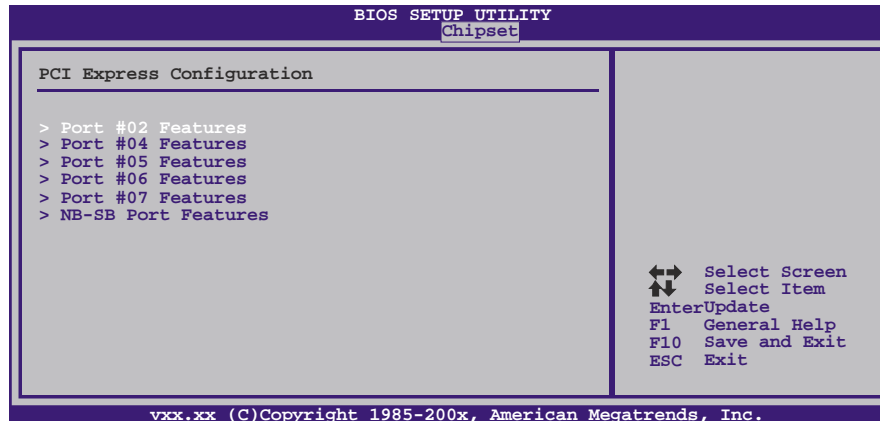 BIOS SETUP UTILITY
Chipset
PCI Express Configuration
> Port #02 Features
> Port #04 Features
> Port #05 Features
> Port #06 Features
> Port #07 Features
> NB-SB Port Features
Select Screen
Select Item
EnterUpdate
F1 General Help
F10 Save and Exit
ESC Exit
vxx.xx (C)Copyright 1985-200x, American Megatrends, Inc.